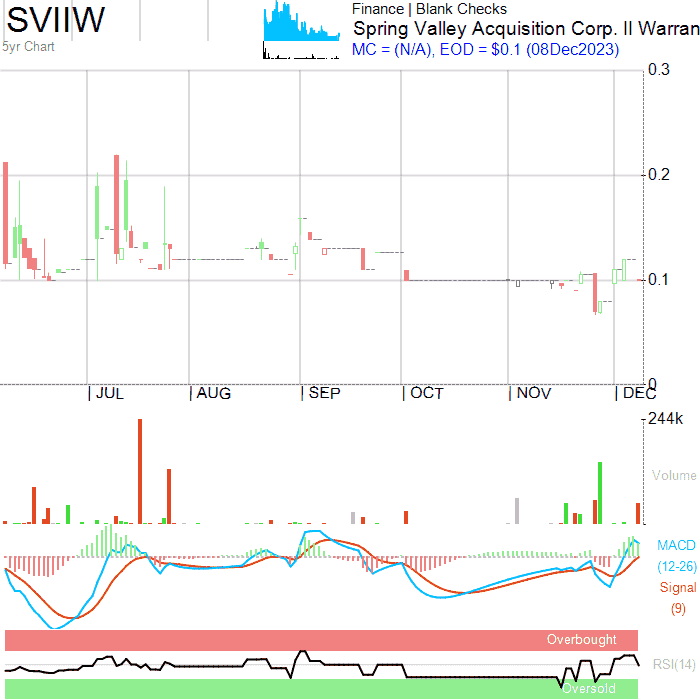 SVIIW
5yr Chart
Finance | Blank Checks
Spring Valley Acquisition Corp. II Warran
MC = (N/A), EOD = $0.1 (08Dec2023)
0.3
0.2
0.1
0
JUL AUG SEP OCT NOV DEC
244k
Volume
MACD
(12-26)
Signal
(9)
Overbought
RSI(14)
Oversold